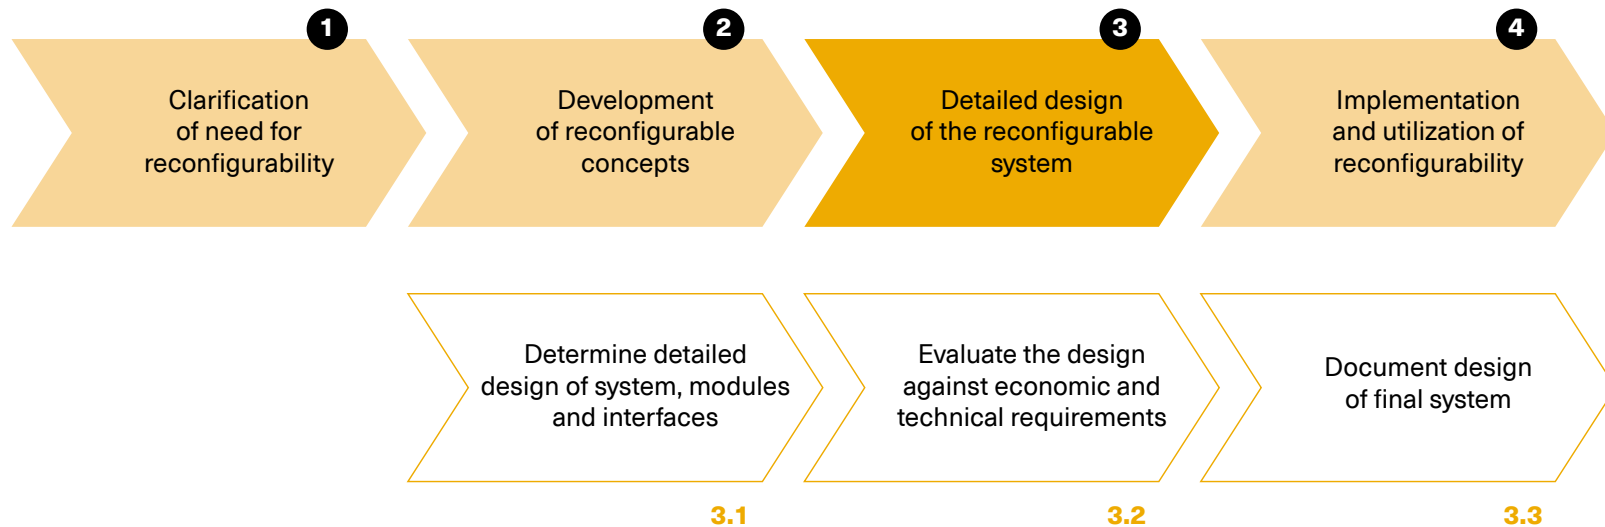 1
Clarification
of need for
reconfigurability
2
Development
of reconfigurable
concepts
3
Detailed design
of the reconfigurable
system
4
Implementation
and utilization of
reconfigurability
Determine detailed
design of system, modules
and interfaces
3.1
Evaluate the design
against economic and
technical requirements
3.2
Document design
of final system
3.3